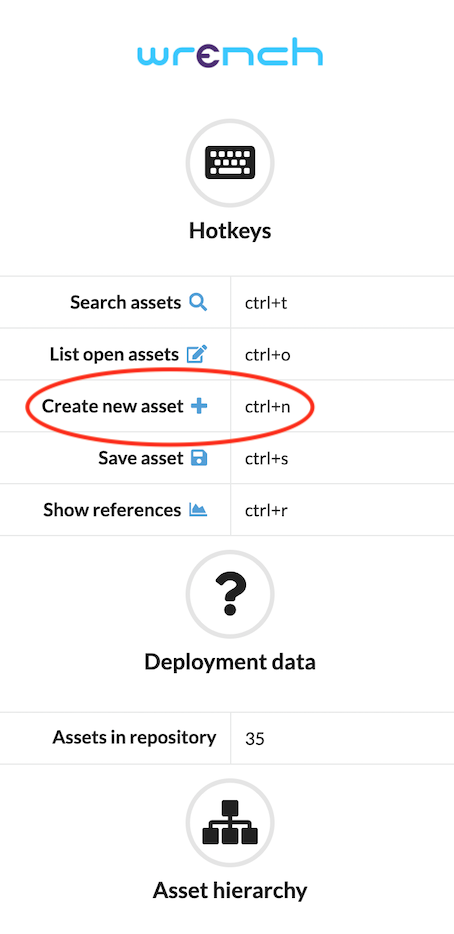 wrench
Hotkeys
Search assets ctrl+t
List open assets ctrl+o
Create new asset ctrl+n
Save asset ctrl+s
Show references ctrl+r
Deployment data
Assets in repository 35
Asset hierarchy